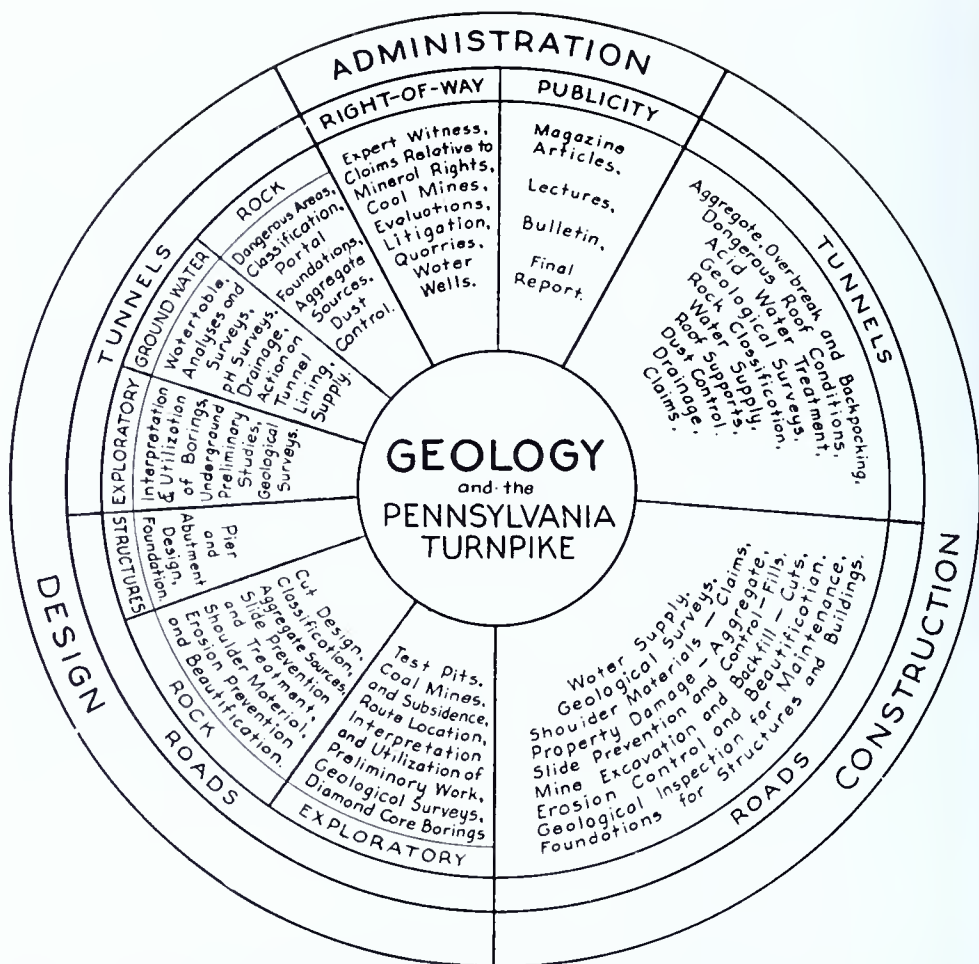 ADMINISTRATION
RIGHT-OF-WAY
Expert Witness,
Claims Relative to
Mineral Rights,
Coal Mines,
Evaluations,
Litigation,
Quarries.
Water
Wells.
PUBLICITY
Magazine
Articles,
Lectures,
Bulletin,
Final
Report.
CONSTRUCTION
TUNNELS
Aggregate, Overbreak and Backpacking,
Dangerous Roof Conditions,
Acid Water Treatment,
Geological Surveys,
Rock Classification,
Water Supply,
Roof Supports,
Dust Control.
Drainage,
Claims.
ROADS
Water Supply,
Geological Surveys,
Shoulder Materials - Claims,
Property Damage - Aggregate,
Slide Prevention and Control - Fills.
Mine Excavation and Backfill - Cuts,
Erosion Control and Beautification.
Geological Inspection for Maintenance,
Foundations for Structures and Buildings.
DESIGN
ROADS
EXPLORATORY
Test Pits.
Coal Mines.
and Subsidence,
Route Location,
Interpretation
and Utilization of
Preliminary Work,
Geological Surveys,
Diamond Core Borings
ROCK
Cut Design,
Classification,
Aggregate Sources,
Slide Prevention
and Treatment,
Shoulder Material,
Erosion Prevention
and Beautification.
STRUCTURES
Pier
and
Abutment
Design,
Foundation.
TUNNELS
EXPLORATORY
Interpretation
& Utilization
of Borings,
Underground
Preliminary
Studies,
Geological
Surveys.
GROUND WATER
Watertable,
Analyses and
Surveys,
pH Surveys,
Drainage,
Action on
Tunnel
Lining,
Supply.
ROCK
Dangerous Areas,
Classification,
Portal
Foundations,
Aggregate
Sources,
Dust
Control.
GEOLOGY
and the
PENNSYLVANIA
TURNPIKE